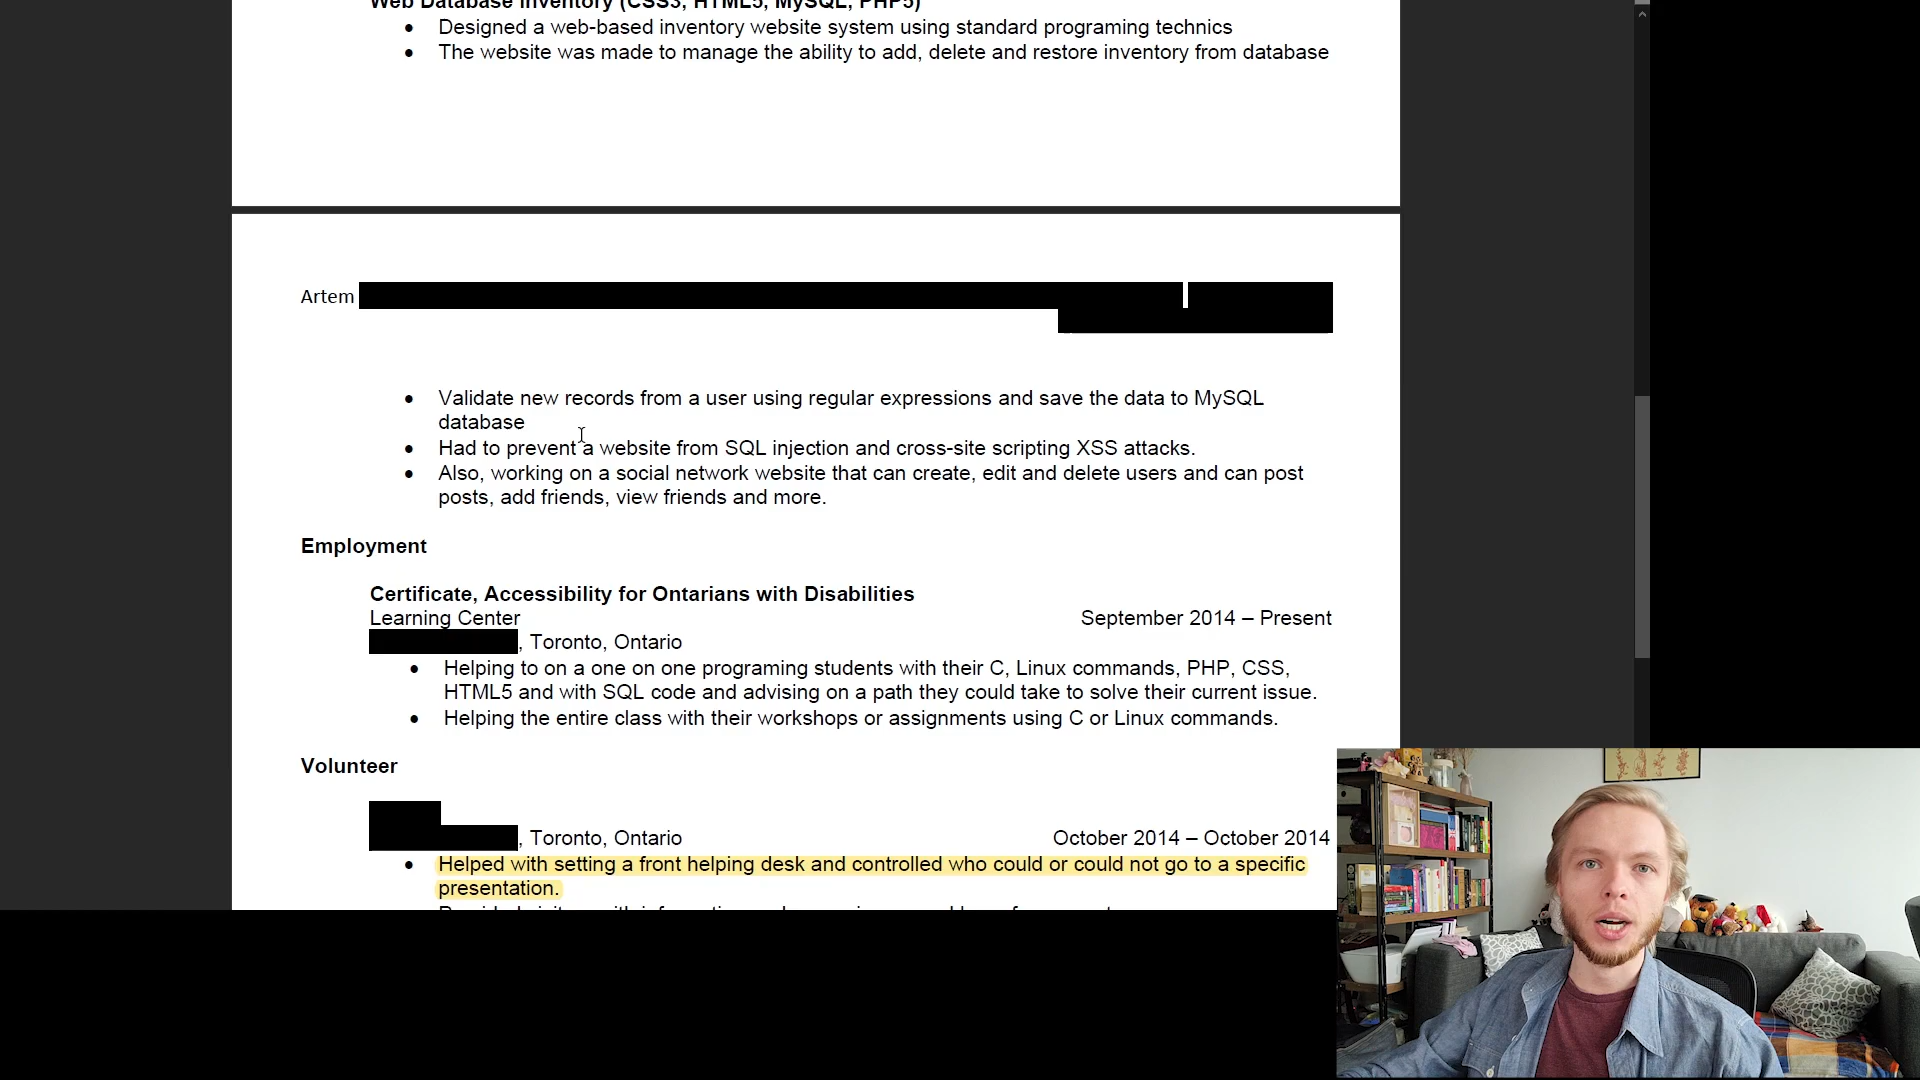 Web Database Inventory (CSS3, HTML5, MySQL, PHP5)
• Designed a web-based inventory website system using standard programing technics
• The website was made to manage the ability to add, delete and restore inventory from database
Artem
• Validate new records from a user using regular expressions and save the data to MySQL
database
• Had to prevent a website from SQL injection and cross-site scripting XSS attacks.
• Also, working on a social network website that can create, edit and delete users and can post
posts, add friends, view friends and more.
Employment
Certificate, Accessibility for Ontarians with Disabilities
Learning Center September 2014 – Present
, Toronto, Ontario
• Helping to on a one on one programing students with their C, Linux commands, PHP, CSS,
HTML5 and with SQL code and advising on a path they could take to solve their current issue.
• Helping the entire class with their workshops or assignments using C or Linux commands.
Volunteer
, Toronto, Ontario October 2014 – October 2014
• Helped with setting a front helping desk and controlled who could or could not go to a specific
presentation.